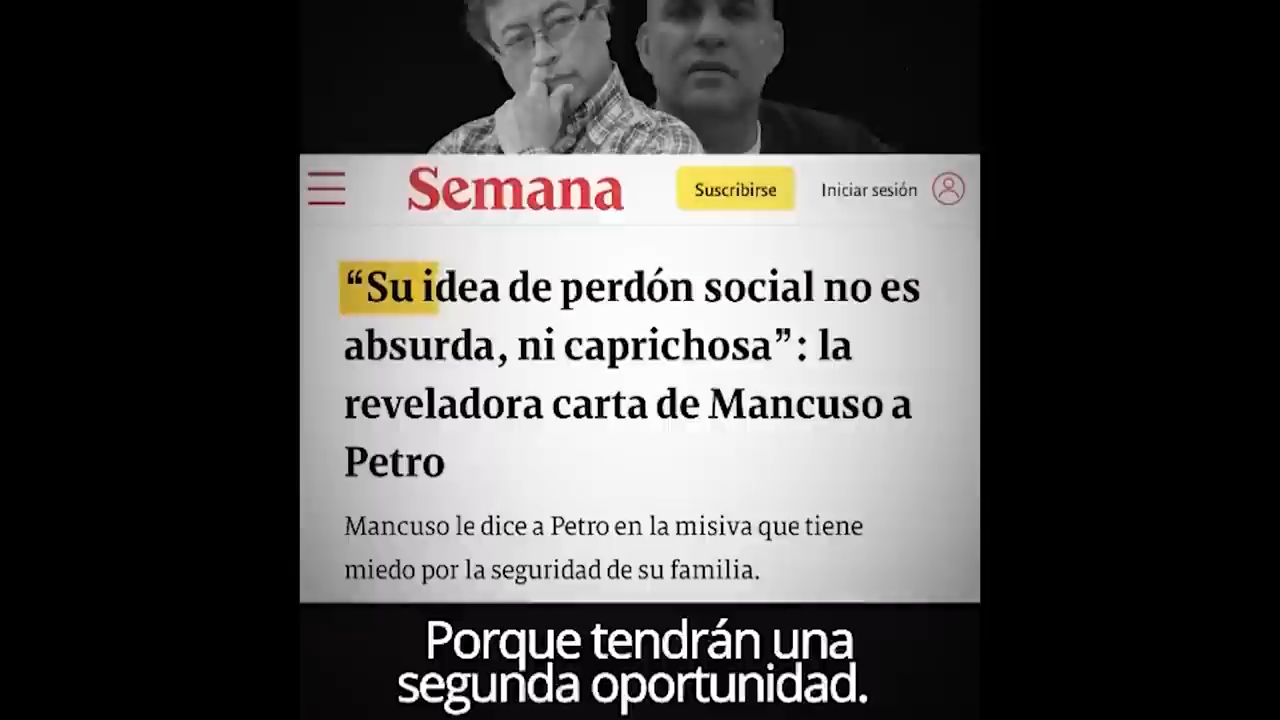 Semana
Suscribirse
Iniciar sesión
“Su idea de perdón social no es
absurda, ni caprichosa”: la
reveladora carta de Mancuso a
Petro
Mancuso le dice a Petro en la misiva que tiene
miedo por la seguridad de su familia.
Porque tendrán una
segunda oportunidad.